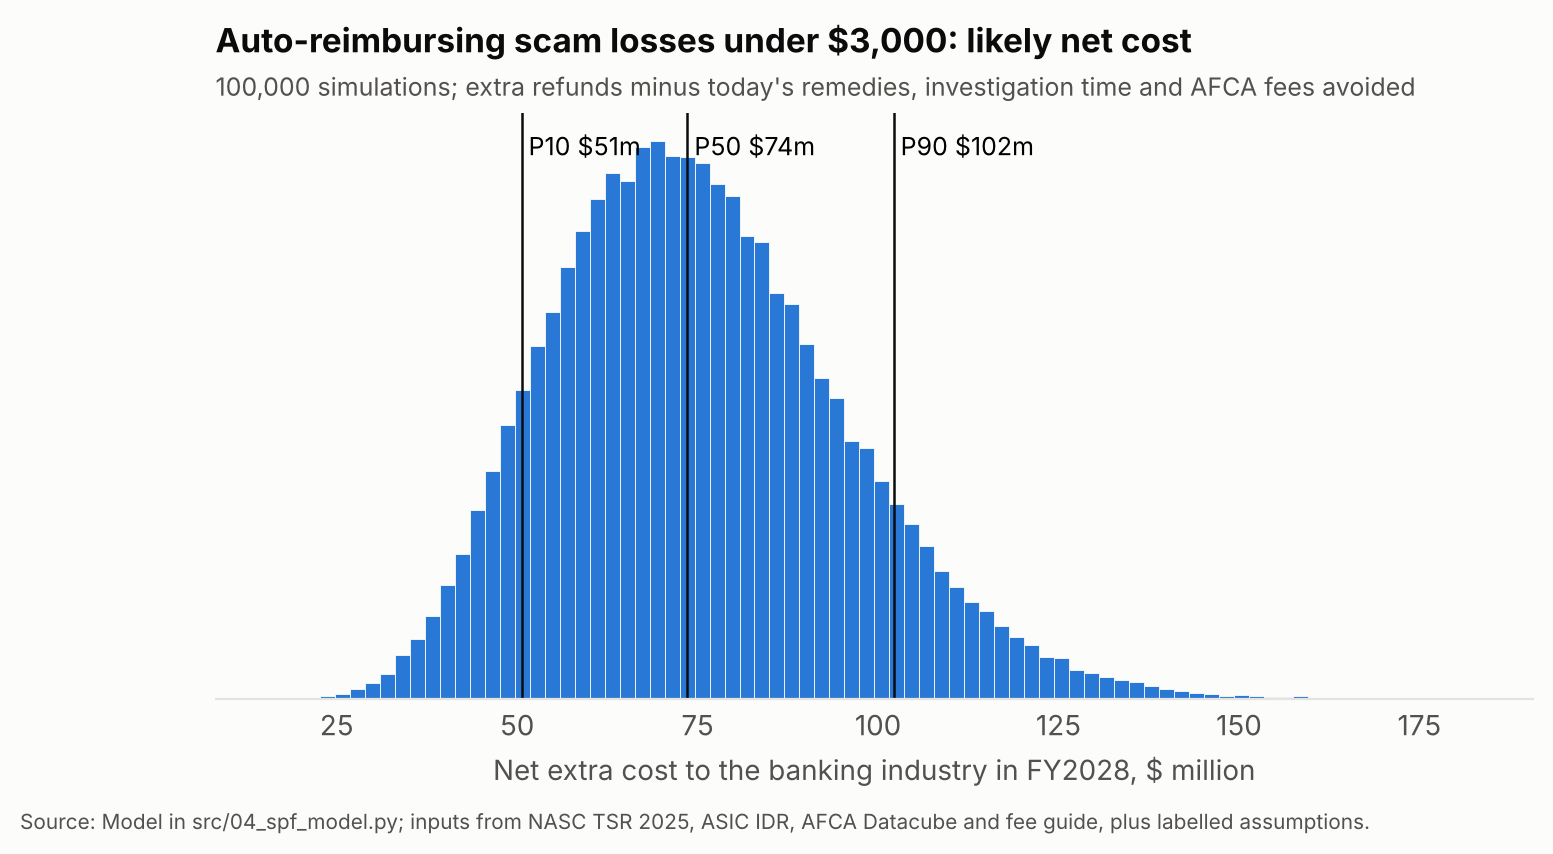 Auto-reimbursing scam losses under $3,000: likely net cost
100,000 simulations; extra refunds minus today's remedies, investigation time and AFCA fees avoided
P10 $51m P50 $74m P90 $102m
25 50 75 100 125 150 175
Net extra cost to the banking industry in FY2028, $ million
Source: Model in src/04_spf_model.py; inputs from NASC TSR 2025, ASIC IDR, AFCA Datacube and fee guide, plus labelled assumptions.